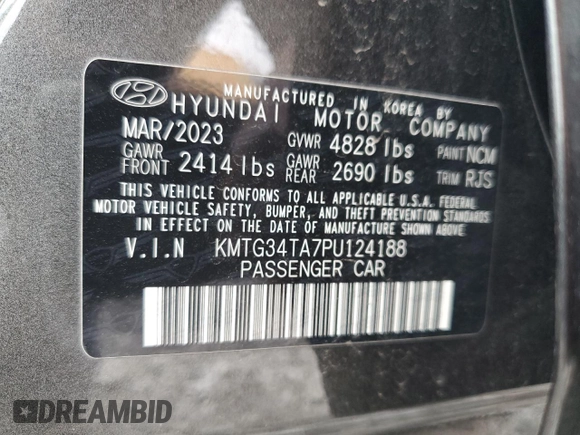 MANUFACTURED IN KOREA BY
HYUNDAI MOTOR COMPANY
MAR/2023 GVWR 4828 lbs PAINT NCM
GAWR FRONT 2414 lbs GAWR REAR 2690 lbs TRIM RJS
THIS VEHICLE CONFORMS TO ALL APPLICABLE U.S.A. FEDERAL
MOTOR VEHICLE SAFETY, BUMPER, AND THEFT PREVENTION STANDARDS
IN EFFECT ON THE DATE OF MANUFACTURE SHOWN ABOVE.
V.I.N KMTG34TA7PU124188
PASSENGER CAR
DREAMBID